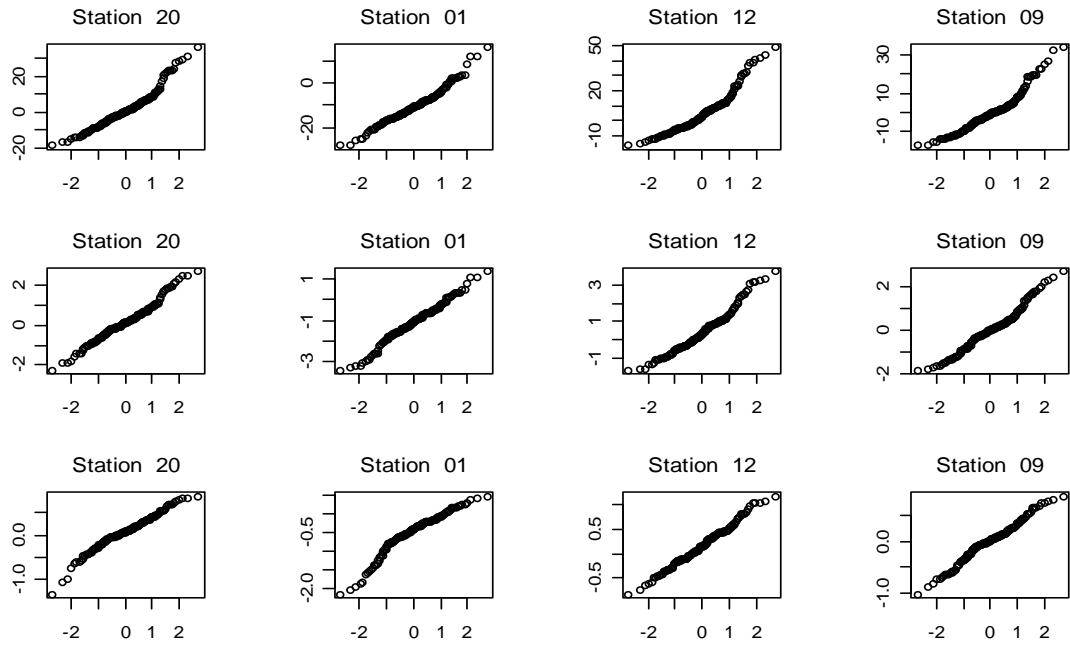 Station 20
Station 01
Station 12
Station 09
-20 0 20
-20 0
-10 20 50
-10 10 30
-2 0 1 2
-2 0 1 2
-2 0 1 2
-2 0 1 2
Station 20
Station 01
Station 12
Station 09
-2 0 2
-3 -1 1
-1 1 3
-2 0 2
-2 0 1 2
-2 0 1 2
-2 0 1 2
-2 0 1 2
Station 20
Station 01
Station 12
Station 09
-1.0 0.0
-2.0 -0.5
-0.5 0.5
-1.0 0.0
-2 0 1 2
-2 0 1 2
-2 0 1 2
-2 0 1 2